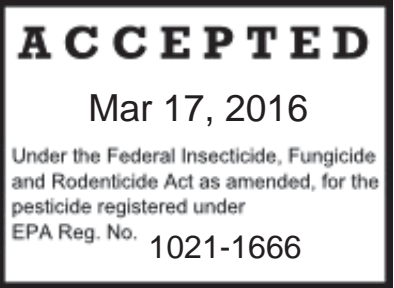 ACCEPTED
Mar 17, 2016
Under the Federal Insecticide, Fungicide
and Rodenticide Act as amended, for the
pesticide registered under
EPA Reg. No. 1021-1666